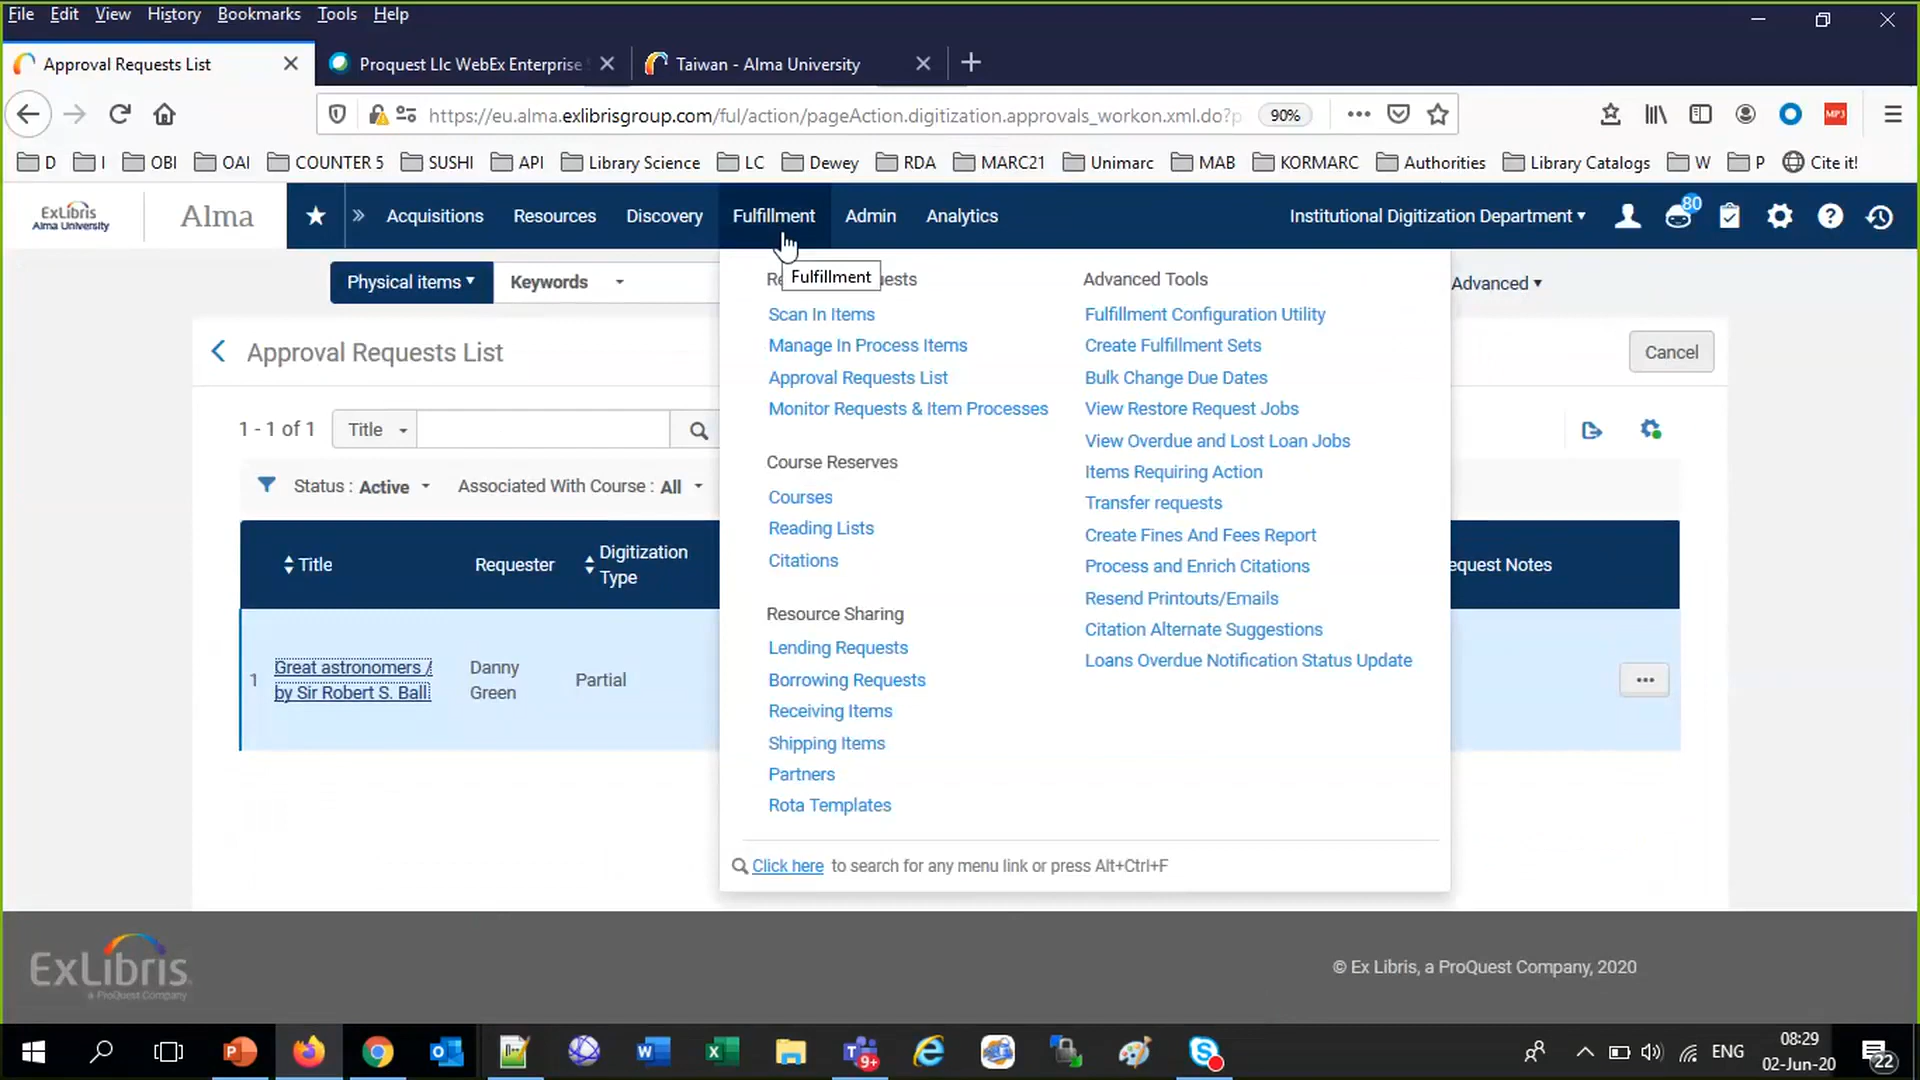 File Edit View History Bookmarks Tools Help
Approval Requests List
Proquest Llc WebEx Enterprise
Taiwan - Alma University
https://eu.alma.exlibrisgroup.com/ful/action/pageAction.digitization.approvals_workon.xml.do?p
90%
MP3
D I OBI OAI COUNTER 5 SUSHI API Library Science LC Dewey RDA MARC21 Unimarc MAB KORMARC Authorities Library Catalogs W P Cite it!
ExLibris
Alma University
Alma
Acquisitions Resources Discovery Fulfillment Admin Analytics
Institutional Digitization Department
80
Physical items Keywords
Fulfillment
Advanced
Approval Requests List
Cancel
1 - 1 of 1 Title
Status : Active Associated With Course : All
Title Requester Digitization
Type
equest Notes
1 Great astronomers /
by Sir Robert S. Ball.
Danny
Green
Partial
uests
Scan In Items
Manage In Process Items
Approval Requests List
Monitor Requests & Item Processes
Course Reserves
Courses
Reading Lists
Citations
Resource Sharing
Lending Requests
Borrowing Requests
Receiving Items
Shipping Items
Partners
Rota Templates
Advanced Tools
Fulfillment Configuration Utility
Create Fulfillment Sets
Bulk Change Due Dates
View Restore Request Jobs
View Overdue and Lost Loan Jobs
Items Requiring Action
Transfer requests
Create Fines And Fees Report
Process and Enrich Citations
Resend Printouts/Emails
Citation Alternate Suggestions
Loans Overdue Notification Status Update
Click here to search for any menu link or press Alt+Ctrl+F
ExLibris
a ProQuest Company
© Ex Libris, a ProQuest Company, 2020
9+
ENG
08:29
02-Jun-20
22